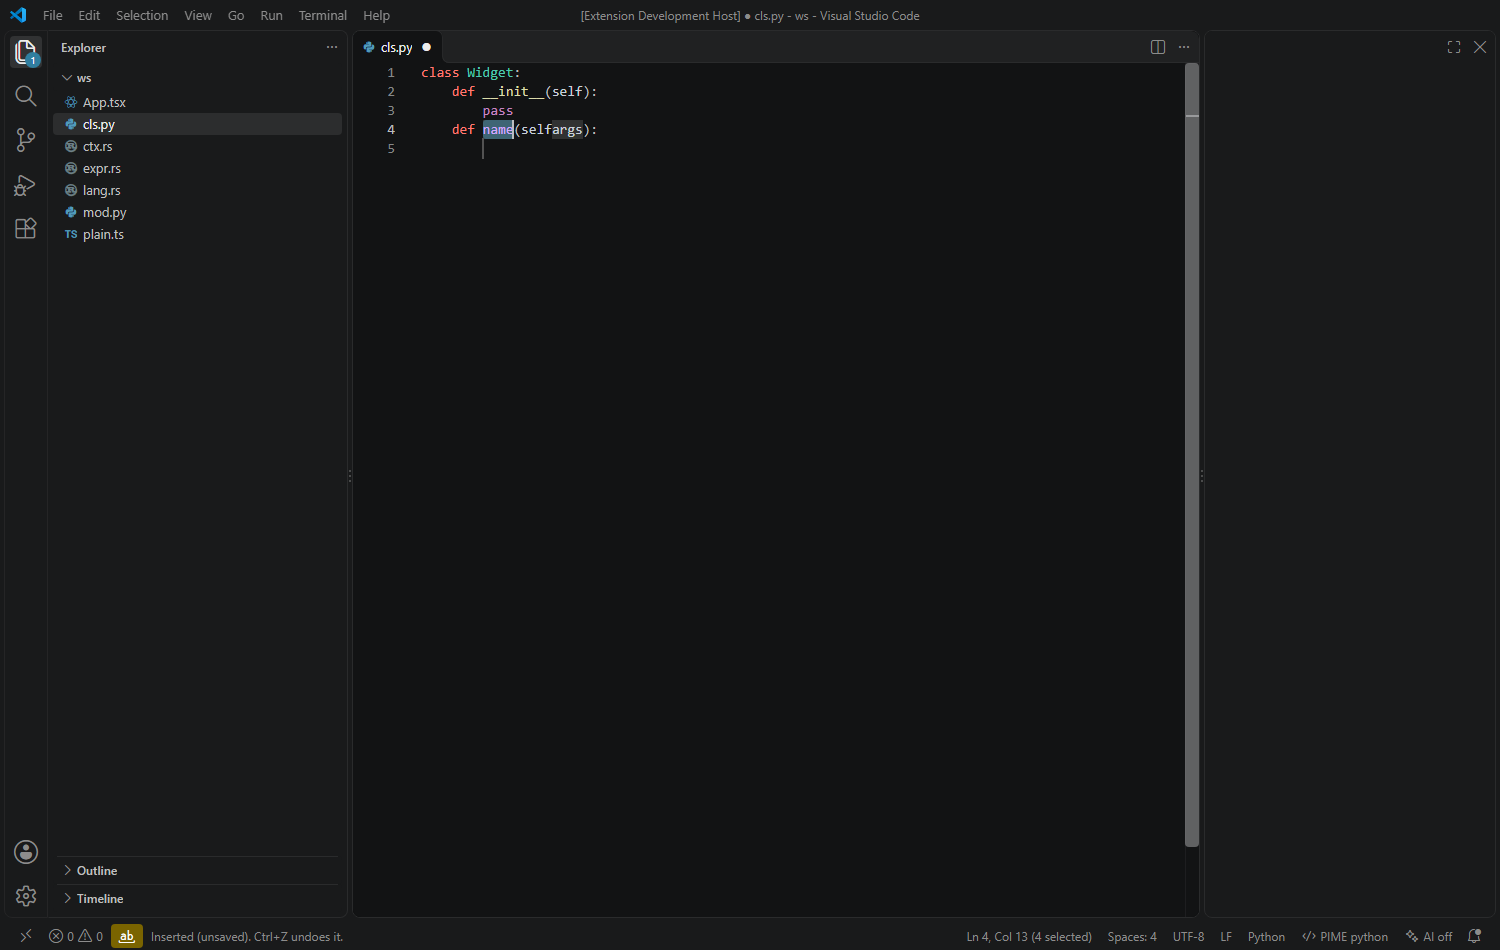 File Edit Selection View Go Run Terminal Help
[Extension Development Host] ● cls.py - ws - Visual Studio Code
1
Explorer
ws
App.tsx
cls.py
ctx.rs
expr.rs
lang.rs
mod.py
TS plain.ts
Outline
Timeline
cls.py
1 class Widget:
2 def __init__(self):
3 pass
4 def name(selfargs):
5
0 0 ab Inserted (unsaved). Ctrl+Z undoes it.
Ln 4, Col 13 (4 selected) Spaces: 4 UTF-8 LF Python PIME python AI off